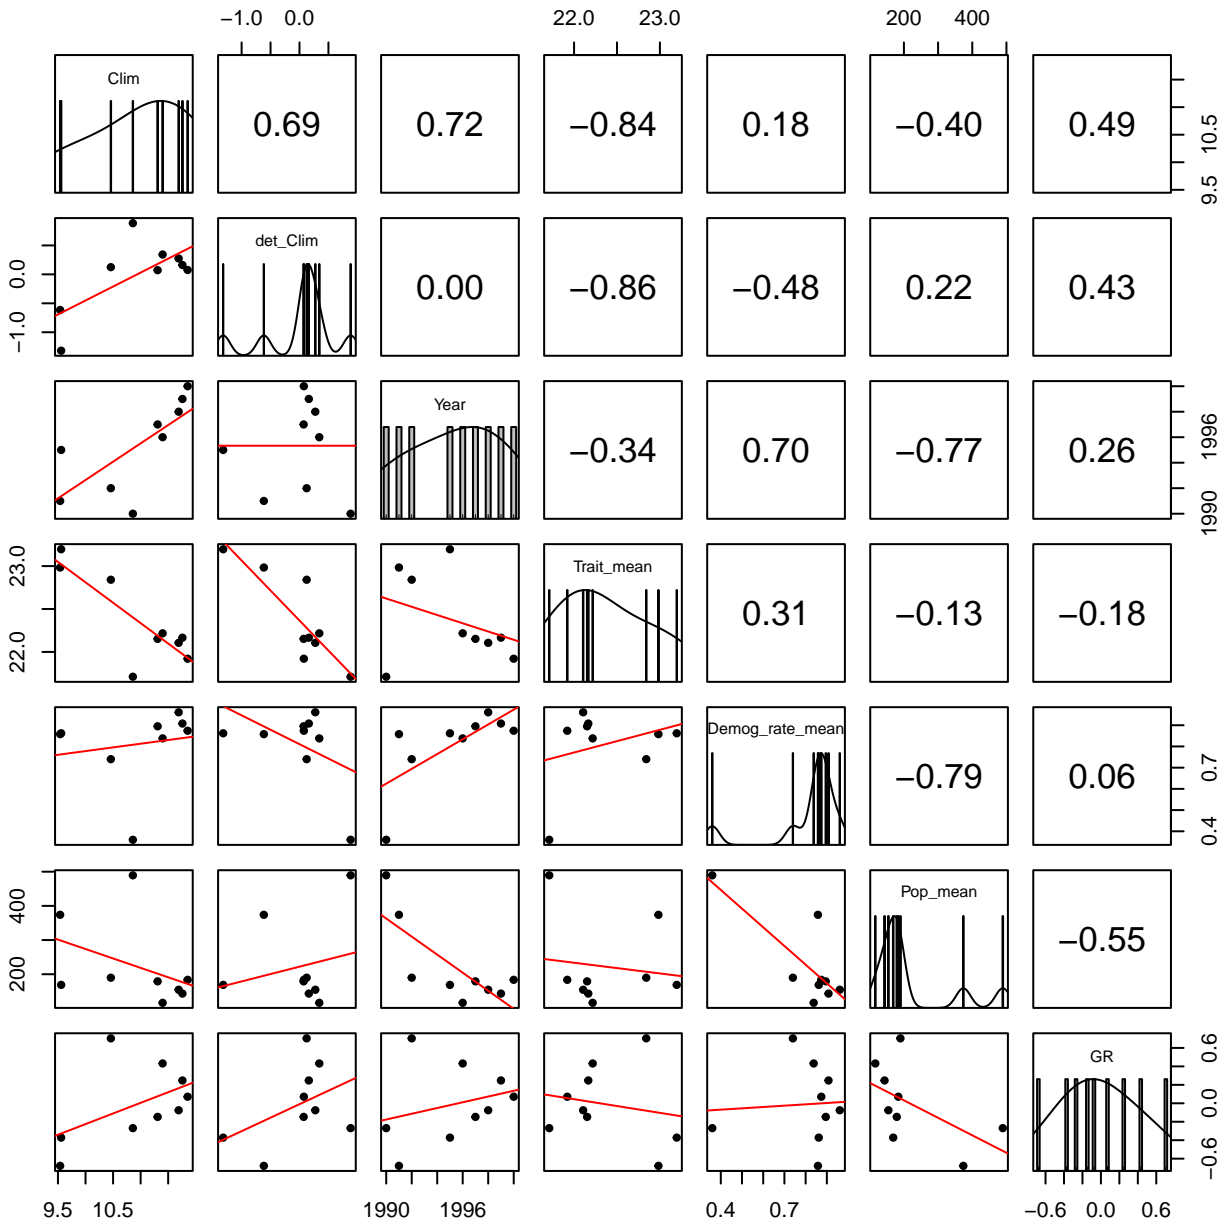 −1.0 0.0 22.0 23.0 200 400
Clim
0.69 0.72 −0.84 0.18 −0.40 0.49
9.5 10.5
det_Clim
0.00 −0.86 −0.48 0.22 0.43
−1.0 0.0
Year
−0.34 0.70 −0.77 0.26
1990 1996
Trait_mean
0.31 −0.13 −0.18
22.0 23.0
Demog_rate_mean
−0.79 0.06
0.4 0.7
Pop_mean
−0.55
200 400
GR
−0.6 0.0 0.6
9.5 10.5 1990 1996 0.4 0.7 −0.6 0.0 0.6